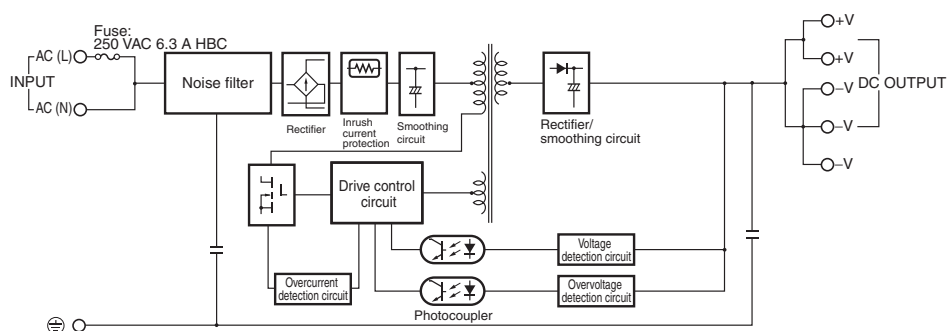 Fuse:
250 VAC 6.3 A HBC
AC (L)
INPUT
AC (N)
Noise filter
Rectifier
Inrush
current
protection
Smoothing
circuit
Rectifier/
smoothing circuit
+V
+V
DC OUTPUT
−V
−V
−V
Drive control
circuit
Overcurrent
detection circuit
Voltage
detection circuit
Overvoltage
detection circuit
Photocoupler